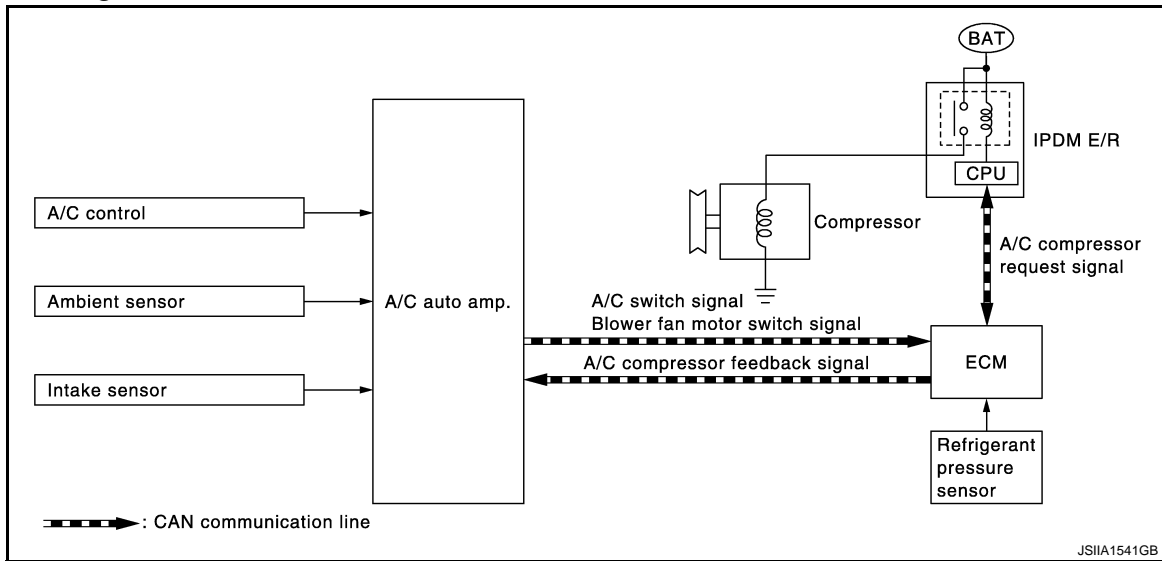 BAT
IPDM E/R
CPU
A/C control
Compressor
A/C compressor
request signal
Ambient sensor
A/C auto amp.
A/C switch signal
Blower fan motor switch signal
A/C compressor feedback signal
ECM
Intake sensor
Refrigerant
pressure
sensor
: CAN communication line
JSIIA1541GB